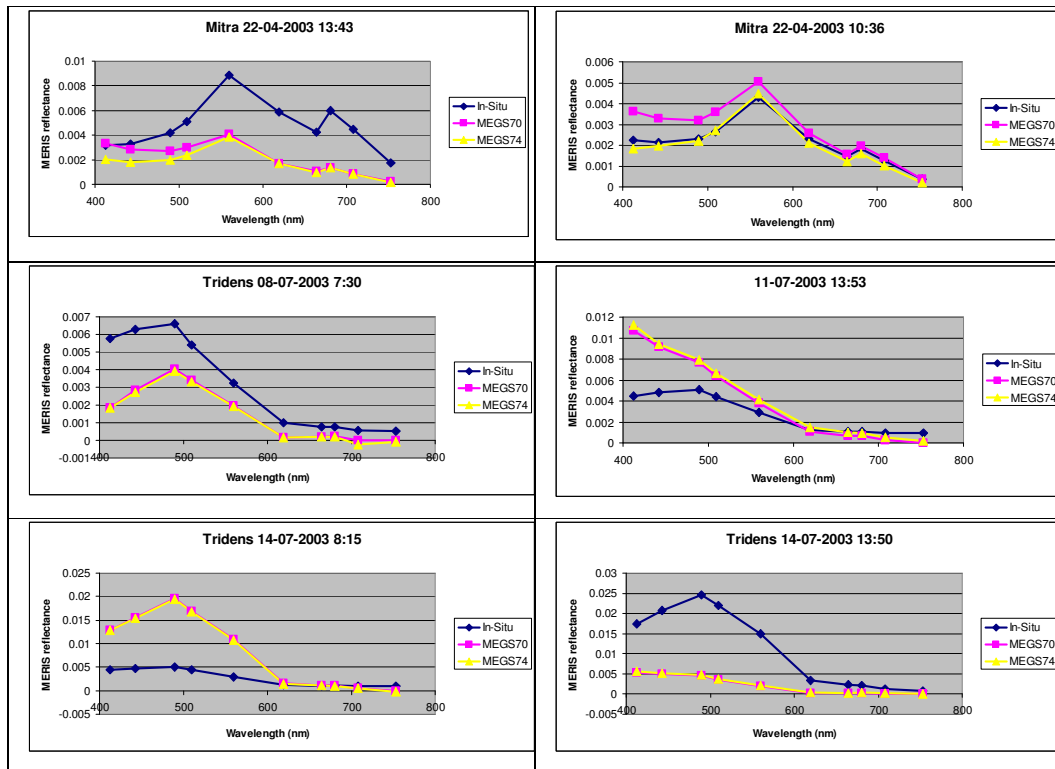 Mitra 22-04-2003 13:43
MERIS reflectance
0.01
0.008
0.006
0.004
0.002
0
400 500 600 700 800
Wavelength (nm)
In-Situ
MEGS70
MEGS74
Mitra 22-04-2003 10:36
MERIS reflectance
0.006
0.005
0.004
0.003
0.002
0.001
0
400 500 600 700 800
Wavelength (nm)
In-Situ
MEGS70
MEGS74
Tridens 08-07-2003 7:30
MERIS reflectance
0.007
0.006
0.005
0.004
0.003
0.002
0.001
0
-0.001
400 500 600 700 800
Wavelength (nm)
In-Situ
MEGS70
MEGS74
11-07-2003 13:53
MERIS reflectance
0.012
0.01
0.008
0.006
0.004
0.002
0
400 500 600 700 800
Wavelength (nm)
In-Situ
MEGS70
MEGS74
Tridens 14-07-2003 8:15
MERIS reflectance
0.025
0.02
0.015
0.01
0.005
0
-0.005
400 500 600 700 800
Wavelength (nm)
In-Situ
MEGS70
MEGS74
Tridens 14-07-2003 13:50
MERIS reflectance
0.03
0.025
0.02
0.015
0.01
0.005
0
-0.005
400 500 600 700 800
Wavelength (nm)
In-Situ
MEGS70
MEGS74